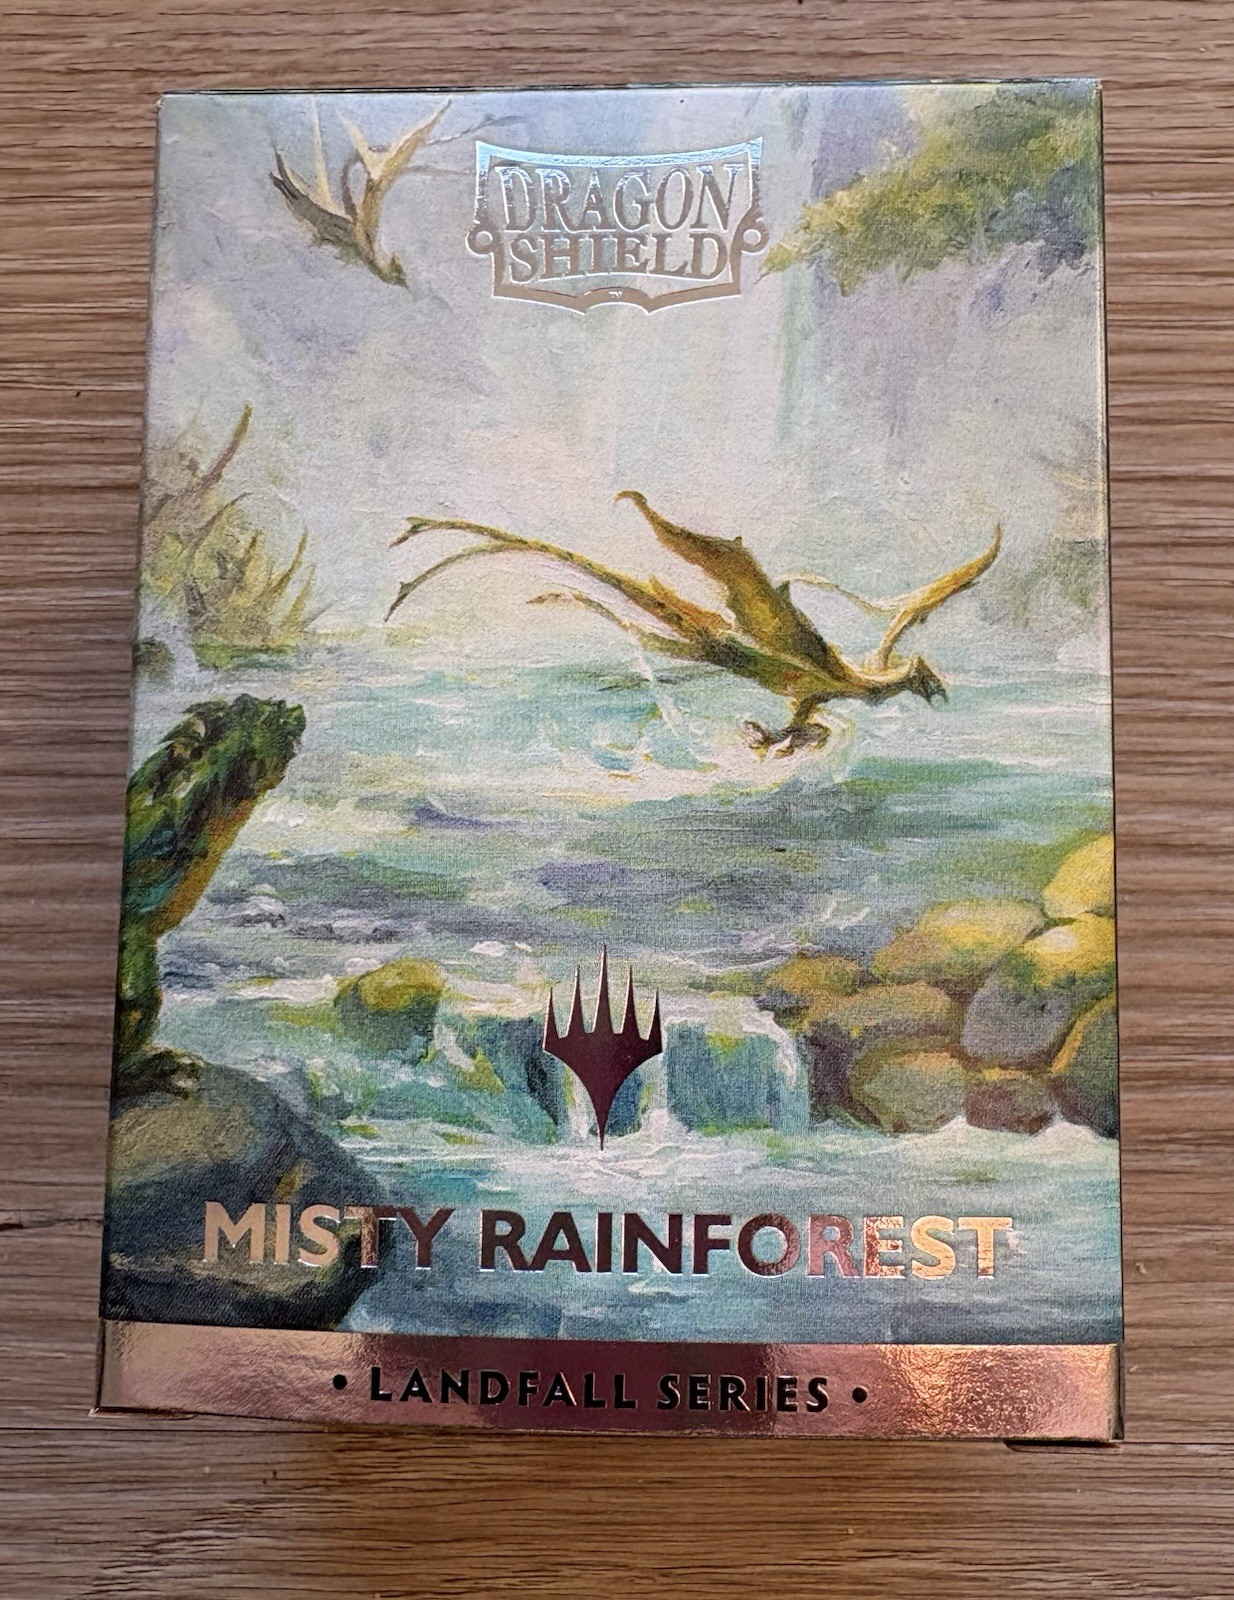 DRAGON
SHIELD
MISTY RAINFOREST
• LANDFALL SERIES •